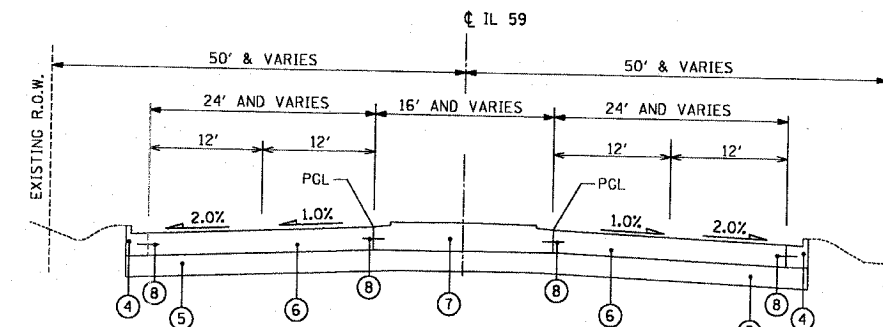 ℄ IL 59
50' & VARIES 50' & VARIES
24' AND VARIES 16' AND VARIES 24' AND VARIES
12' 12' 12' 12'
EXISTING R.O.W.
PGL PGL
2.0% 1.0% 1.0% 2.0%
4 8 5 6 8 7 8 6 8 4